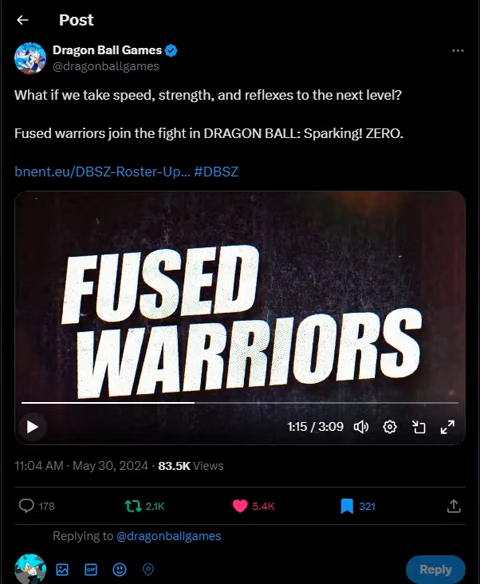 Post
Dragon Ball Games
@dragonballgames
What if we take speed, strength, and reflexes to the next level?
Fused warriors join the fight in DRAGON BALL: Sparking! ZERO.
bnent.eu/DBSZ-Roster-Up... #DBSZ
FUSED
WARRIORS
1:15 / 3:09
11:04 AM · May 30, 2024 · 83.5K Views
178 2.1K 5.4K 321
Replying to @dragonballgames
GIF
Reply